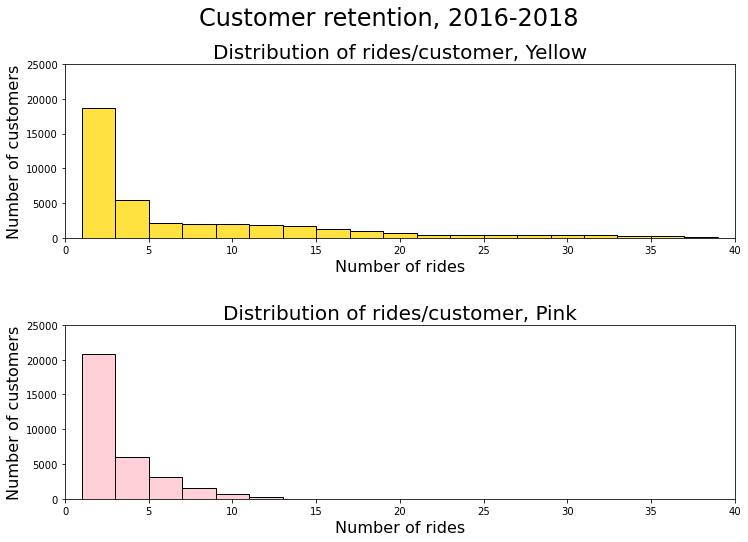 Customer retention, 2016-2018
Distribution of rides/customer, Yellow
25000
20000
15000
10000
5000
0
Number of customers
0 5 10 15 20 25 30 35 40
Number of rides
Distribution of rides/customer, Pink
25000
20000
15000
10000
5000
0
Number of customers
0 5 10 15 20 25 30 35 40
Number of rides